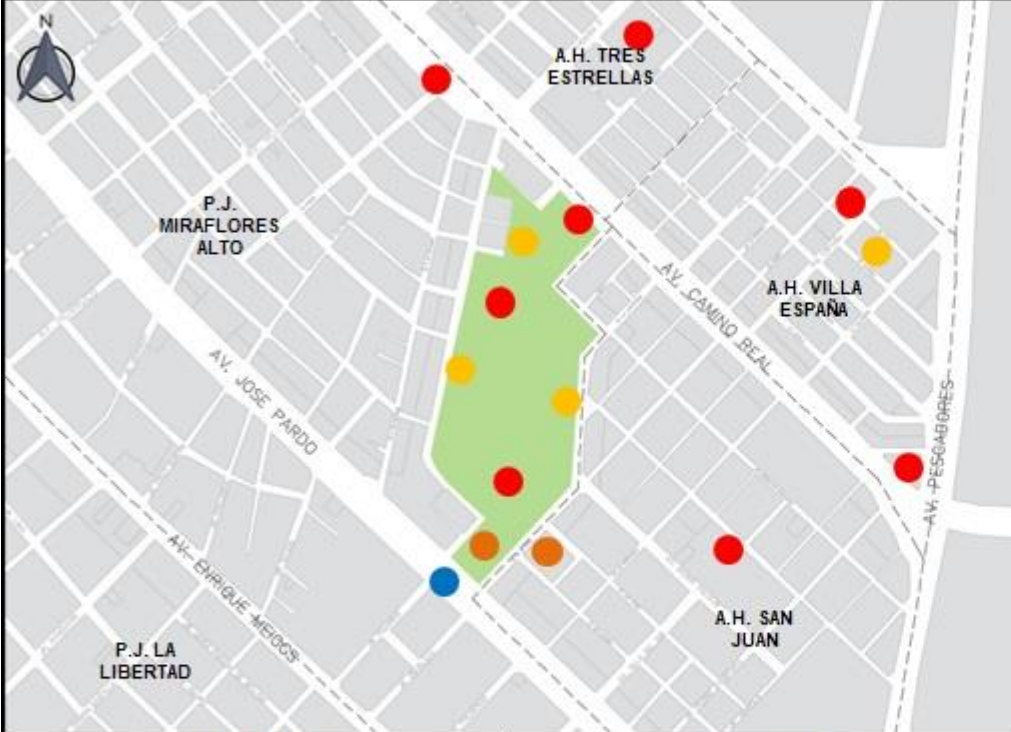 N
A.H. TRES
ESTRELLAS
P.J.
MIRAFLORES
ALTO
AV. CAMINO REAL
A.H. VILLA
ESPAÑA
AV. JOSE PARDO
AV. PESCADORES
AV. ENRIQUE MEIGGS
A.H. SAN
JUAN
P.J. LA
LIBERTAD